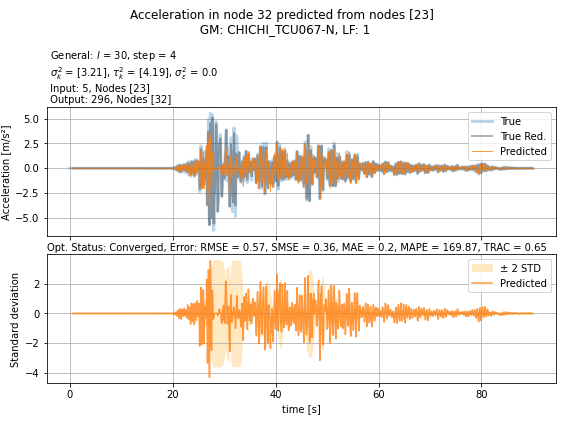 Acceleration in node 32 predicted from nodes [23]
GM: CHICHI_TCU067-N, LF: 1
General: l = 30, step = 4
σ²ₖ = [3.21], τ²ₖ = [4.19], σ²ε = 0.0
Input: 5, Nodes [23]
Output: 296, Nodes [32]
Acceleration [m/s²]
5.0
2.5
0.0
−2.5
−5.0
True
True Red.
Predicted
Opt. Status: Converged, Error: RMSE = 0.57, SMSE = 0.36, MAE = 0.2, MAPE = 169.87, TRAC = 0.65
Standard deviation
2
0
−2
−4
± 2 STD
Predicted
0 20 40 60 80
time [s]